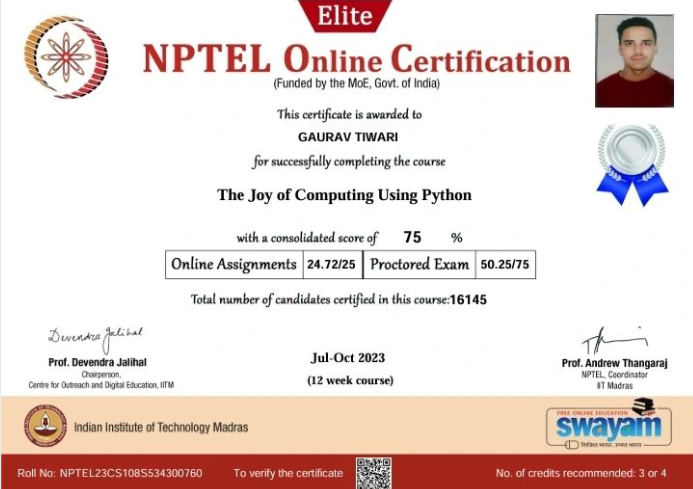 Elite
NPTEL Online Certification
(Funded by the MoE, Govt. of India)
This certificate is awarded to
GAURAV TIWARI
for successfully completing the course
The Joy of Computing Using Python
with a consolidated score of 75 %
Online Assignments 24.72/25 Proctored Exam 50.25/75
Total number of candidates certified in this course:16145
Devendra Jalihal
Prof. Devendra Jalihal
Chairperson,
Centre for Outreach and Digital Education, IITM
Jul-Oct 2023
(12 week course)
Prof. Andrew Thangaraj
NPTEL, Coordinator
IIT Madras
Indian Institute of Technology Madras
FREE ONLINE EDUCATION
swayam
शिक्षित भारत, उन्नत भारत
Roll No: NPTEL23CS108S534300760 To verify the certificate No. of credits recommended: 3 or 4